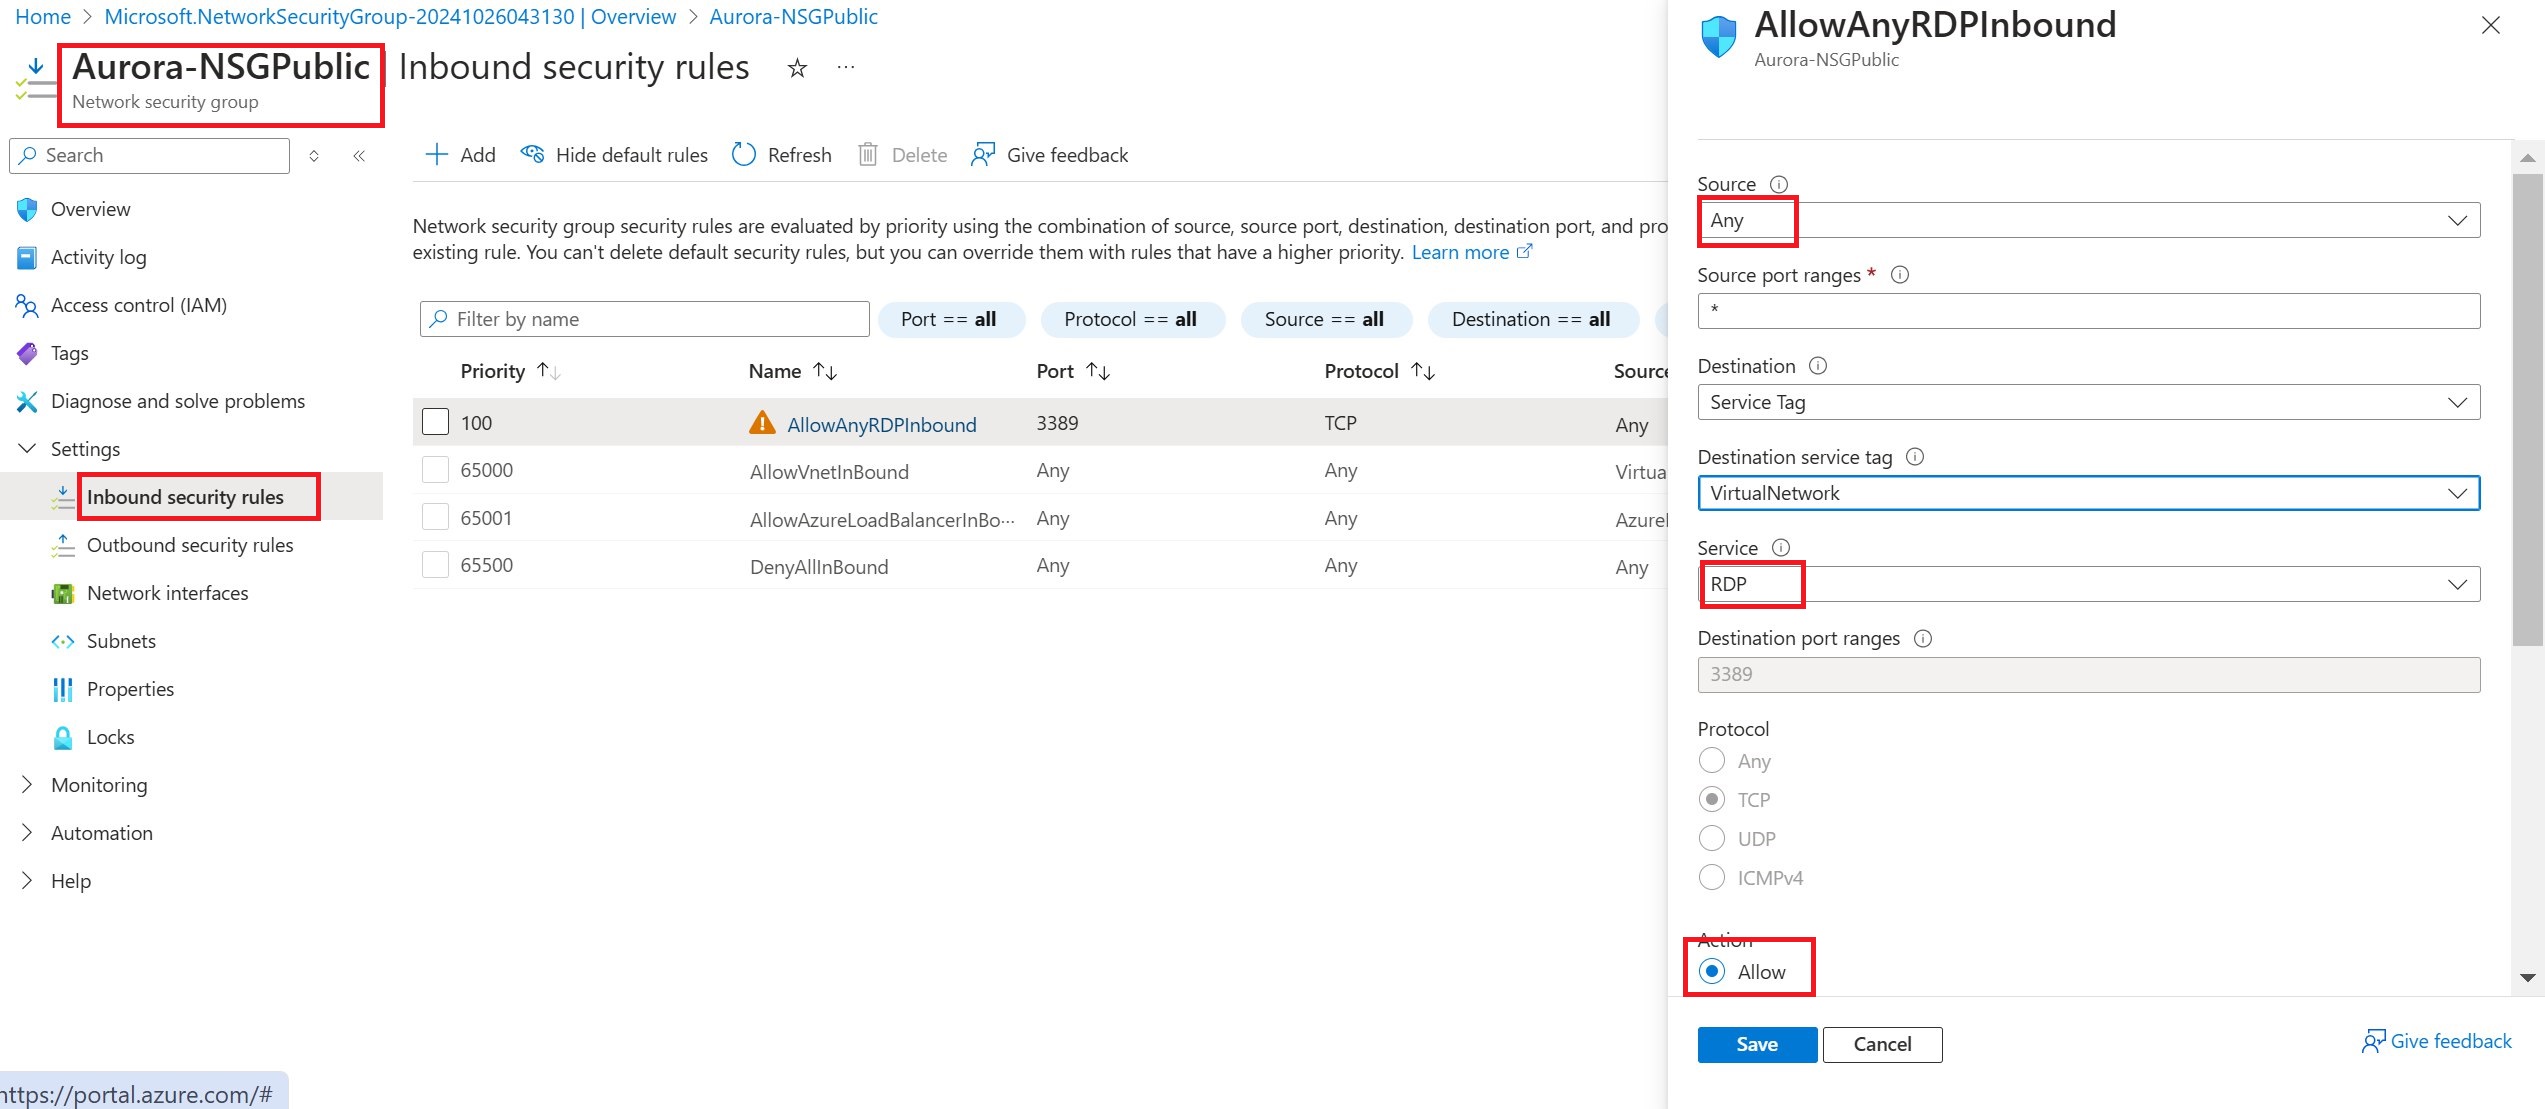 Home > Microsoft.NetworkSecurityGroup-20241026043130 | Overview > Aurora-NSGPublic
Aurora-NSGPublic | Inbound security rules
Network security group
Search
Overview
Activity log
Access control (IAM)
Tags
Diagnose and solve problems
Settings
Inbound security rules
Outbound security rules
Network interfaces
Subnets
Properties
Locks
Monitoring
Automation
Help
https://portal.azure.com/#
Add Hide default rules Refresh Delete Give feedback
Network security group security rules are evaluated by priority using the combination of source, source port, destination, destination port, and pro
existing rule. You can't delete default security rules, but you can override them with rules that have a higher priority. Learn more
Filter by name Port == all Protocol == all Source == all Destination == all
Priority Name Port Protocol Source
100 AllowAnyRDPInbound 3389 TCP Any
65000 AllowVnetInBound Any Any Virtua
65001 AllowAzureLoadBalancerInBo... Any Any Azure
65500 DenyAllInBound Any Any Any
AllowAnyRDPInbound
Aurora-NSGPublic
Source
Any
Source port ranges *
*
Destination
Service Tag
Destination service tag
VirtualNetwork
Service
RDP
Destination port ranges
3389
Protocol
Any
TCP
UDP
ICMPv4
Action
Allow
Save Cancel
Give feedback